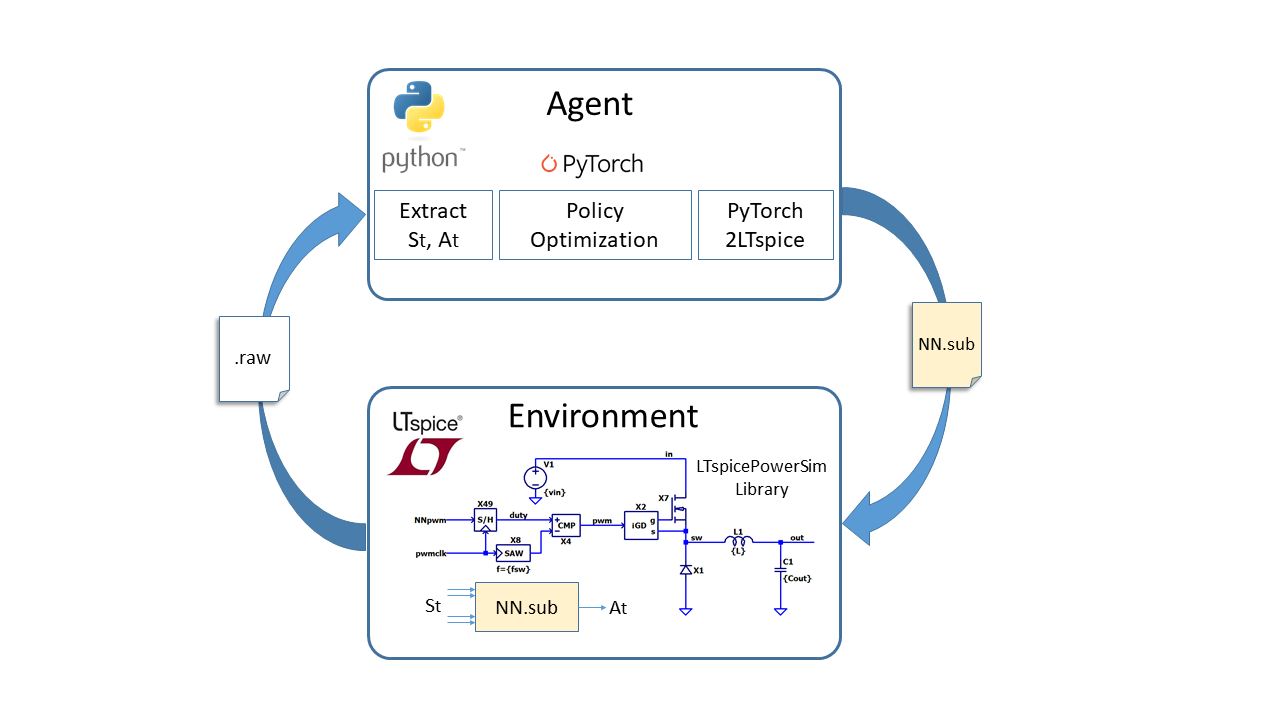 Agent
python™
PyTorch
Extract
St, At
Policy
Optimization
PyTorch
2LTspice
.raw
NN.sub
LTspice®
Environment
LTspicePowerSim
Library
in
V1
{vin}
X7
X49
X2
NNpwm
S/H
duty
+
CMP
−
pwm
iGD
g
s
X4
sw
L1
{L}
out
pwmclk
X8
SAW
f={fsw}
X1
C1
{Cout}
St
NN.sub
At